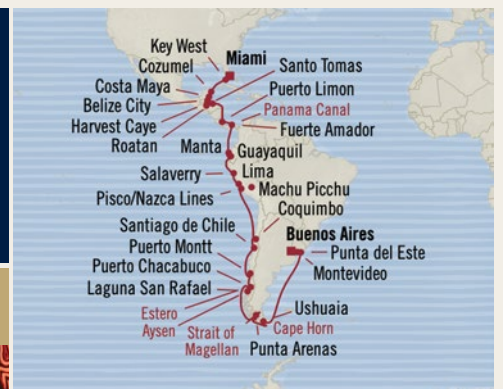 Key West
Miami
Cozumel
Santo Tomas
Costa Maya
Puerto Limon
Belize City
Panama Canal
Harvest Caye
Fuerte Amador
Roatan
Manta
Guayaquil
Salaverry
Lima
Machu Picchu
Pisco/Nazca Lines
Coquimbo
Santiago de Chile
Buenos Aires
Puerto Montt
Punta del Este
Puerto Chacabuco
Montevideo
Laguna San Rafael
Estero
Aysen
Ushuaia
Strait of
Magellan
Cape Horn
Punta Arenas